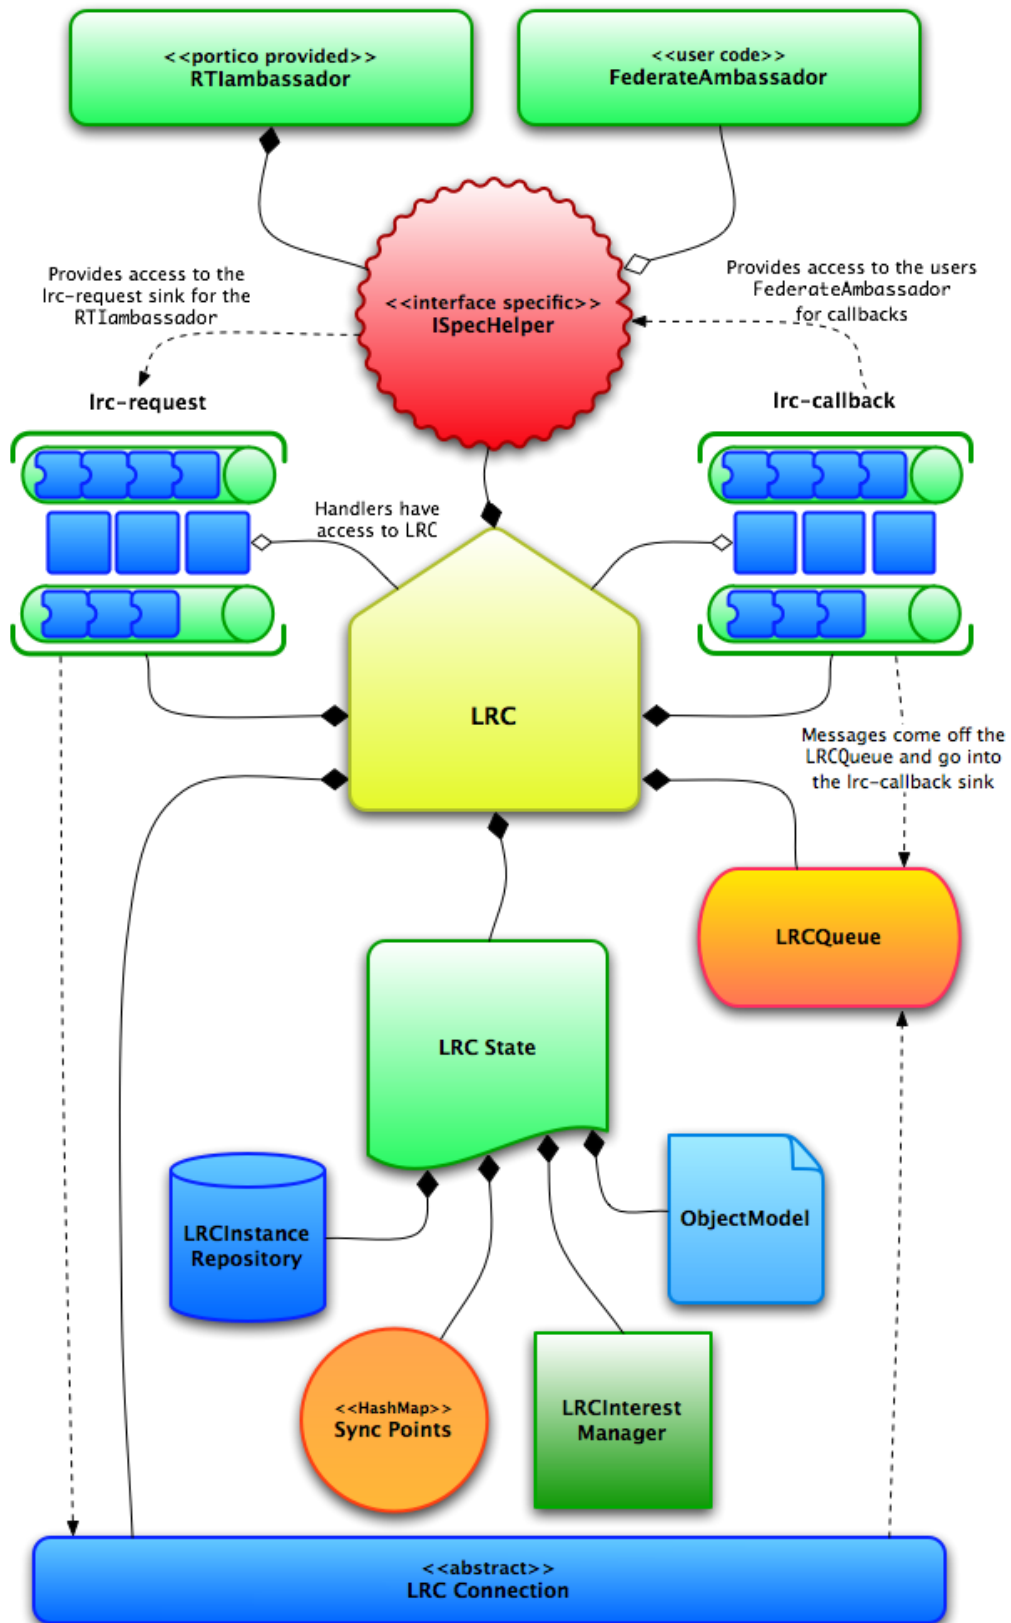 <<portico provided>>
RTIambassador
<<user code>>
FederateAmbassador
Provides access to the
lrc-request sink for the
RTIambassador
<<interface specific>>
ISpecHelper
Provides access to the users
FederateAmbassador
for callbacks
lrc-request
lrc-callback
Handlers have
access to LRC
LRC
Messages come off the
LRCQueue and go into
the lrc-callback sink
LRCQueue
LRC State
LRCInstance
Repository
ObjectModel
<<HashMap>>
Sync Points
LRCInterest
Manager
<<abstract>>
LRC Connection